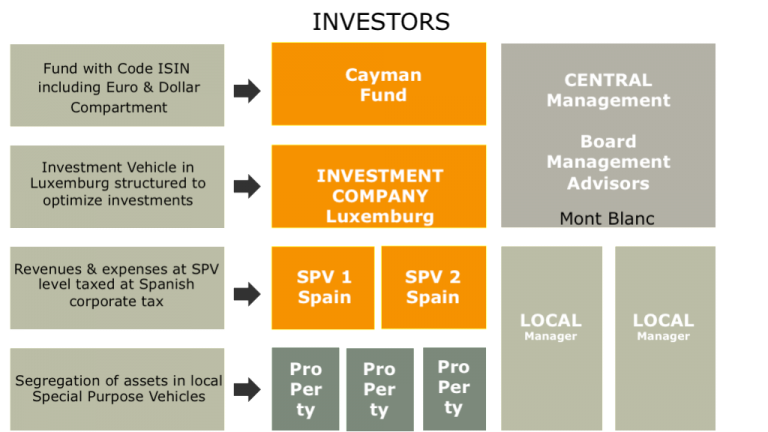 INVESTORS
Fund with Code ISIN
including Euro & Dollar
Compartment
Cayman
Fund
CENTRAL
Management
Board
Management
Advisors
Mont Blanc
Investment Vehicle in
Luxemburg structured to
optimize investments
INVESTMENT
COMPANY
Luxemburg
Revenues & expenses at SPV
level taxed at Spanish
corporate tax
SPV 1
Spain
SPV 2
Spain
LOCAL
Manager
LOCAL
Manager
Segregation of assets in local
Special Purpose Vehicles
Pro
Per
ty
Pro
Per
ty
Pro
Per
ty